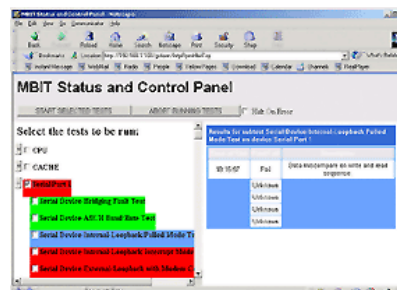 MBIT Status and Control Panel - Netscape
File Edit View Go Communicator Help
Back Reload Home Search Netscape Print Security Stop
Bookmarks Location
Instant Message WebMail Radio People Yellow Pages Download Calendar Channels RealPlayer
MBIT Status and Control Panel
START SELECTED TESTS ABORT RUNNING TESTS Halt On Error
Select the tests to be run:
CPU
CACHE
Serial Port 1
Serial Device Bridging Fault Test
Serial Device ASCII Baud Rate Test
Serial Device Internal Loopback Polled Mode Te
Serial Device Internal Loopback Interrupt Mode
Serial Device External Loopback with Modem C
Results for subtest Serial Device Internal Loopback Polled
Mode Test on device Serial Port 1
Fail Data miscompare on write and read
sequence
Unknown
Unknown
Unknown
Unknown